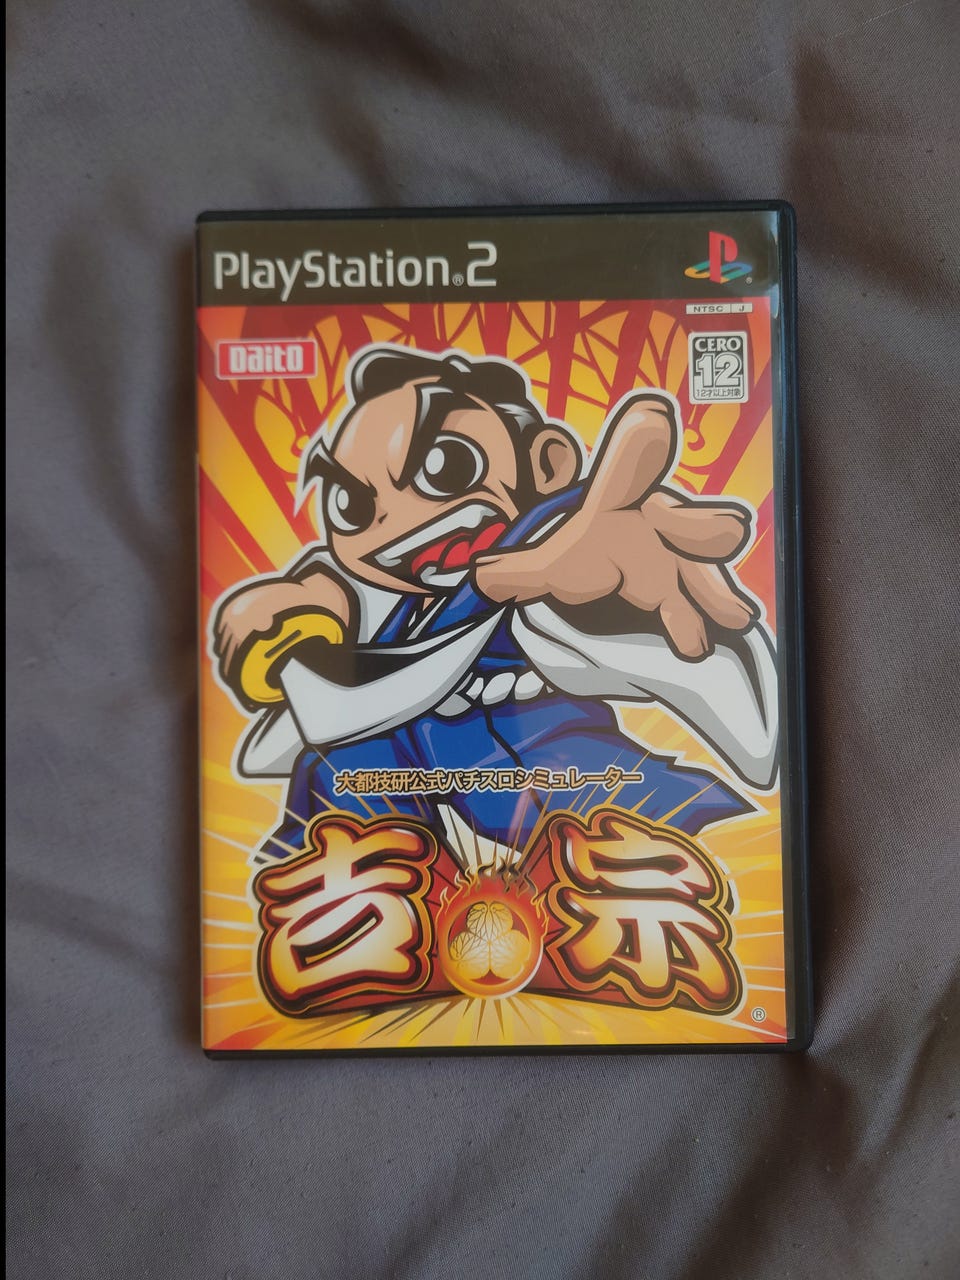 PlayStation®2
NTSC J
Daito
CERO
12
12才以上対象
大都技研公式パチスロシミュレーター
吉宗
®